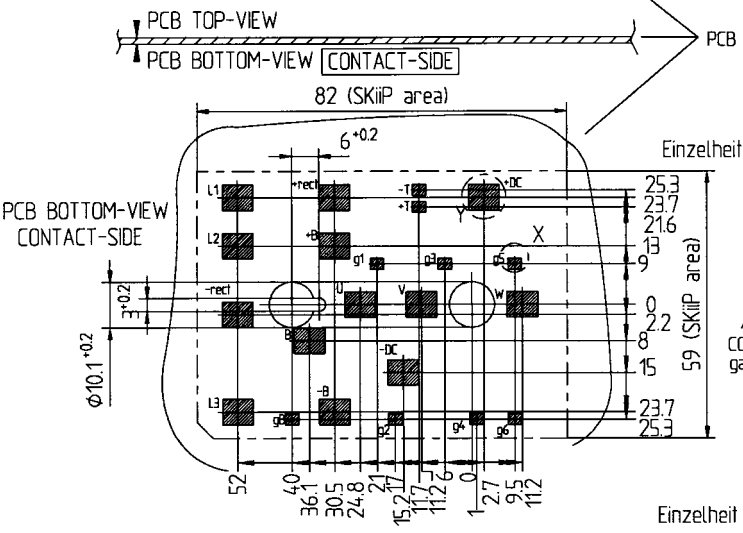 PCB TOP-VIEW
PCB
PCB BOTTOM-VIEW CONTACT-SIDE
82 (SKiiP area)
6 +0.2
Einzelheit
L1
+rect
-T
+DC
25.3
+T
23.7
Y
21.6
PCB BOTTOM-VIEW
CONTACT-SIDE
L2
+B
X
13
g1
g3
g5
9
59 (SKiiP area)
-rect
3 +0.2
U
V
W
0
2.2
ϕ10.1 +0.2
B
8
-DC
15
L3
-B
23.7
g2
g4
g6
25.3
52
40
36.1
30.5
24.8
21
17
15.2
11.7
11.2
6
0
1
2.7
9.5
11.2
Einzelheit